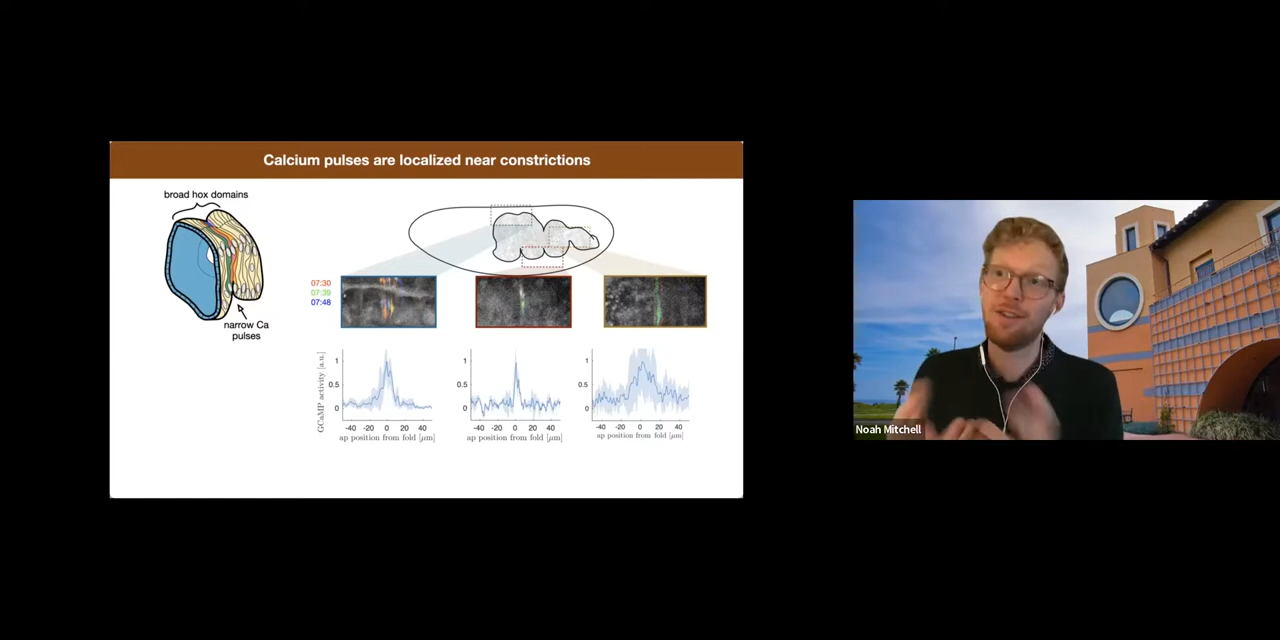 Calcium pulses are localized near constrictions
broad hox domains
narrow Ca
pulses
07:30
07:39
07:48
GCaMP activity [a.u.]
1
0.5
0
-40 -20 0 20 40
ap position from fold [μm]
1
0.5
0
-40 -20 0 20 40
ap position from fold [μm]
1
0.5
0
-40 -20 0 20 40
ap position from fold [μm]
Noah Mitchell